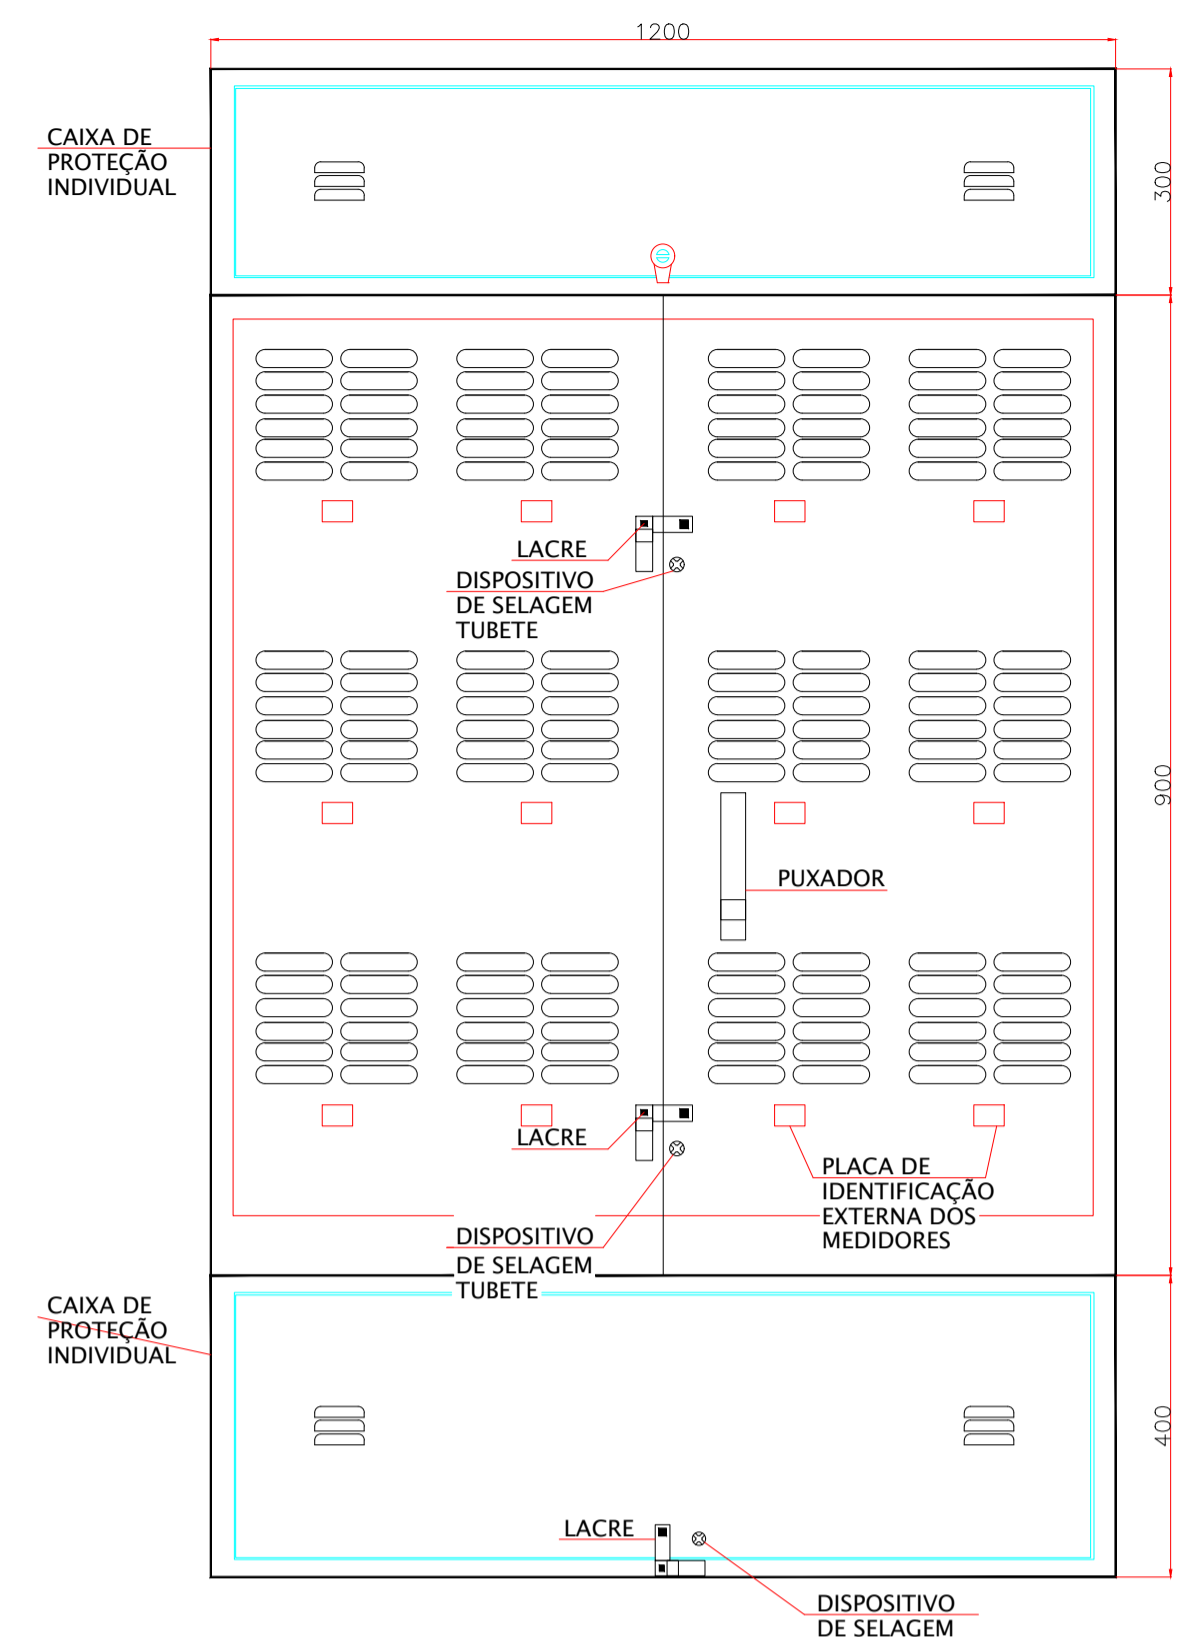 1200
CAIXA DE
PROTEÇÃO
INDIVIDUAL
300
LACRE
DISPOSITIVO
DE SELAGEM
TUBETE
900
PUXADOR
LACRE
PLACA DE
IDENTIFICAÇÃO
EXTERNA DOS
MEDIDORES
DISPOSITIVO
DE SELAGEM
TUBETE
CAIXA DE
PROTEÇÃO
INDIVIDUAL
400
LACRE
DISPOSITIVO
DE SELAGEM